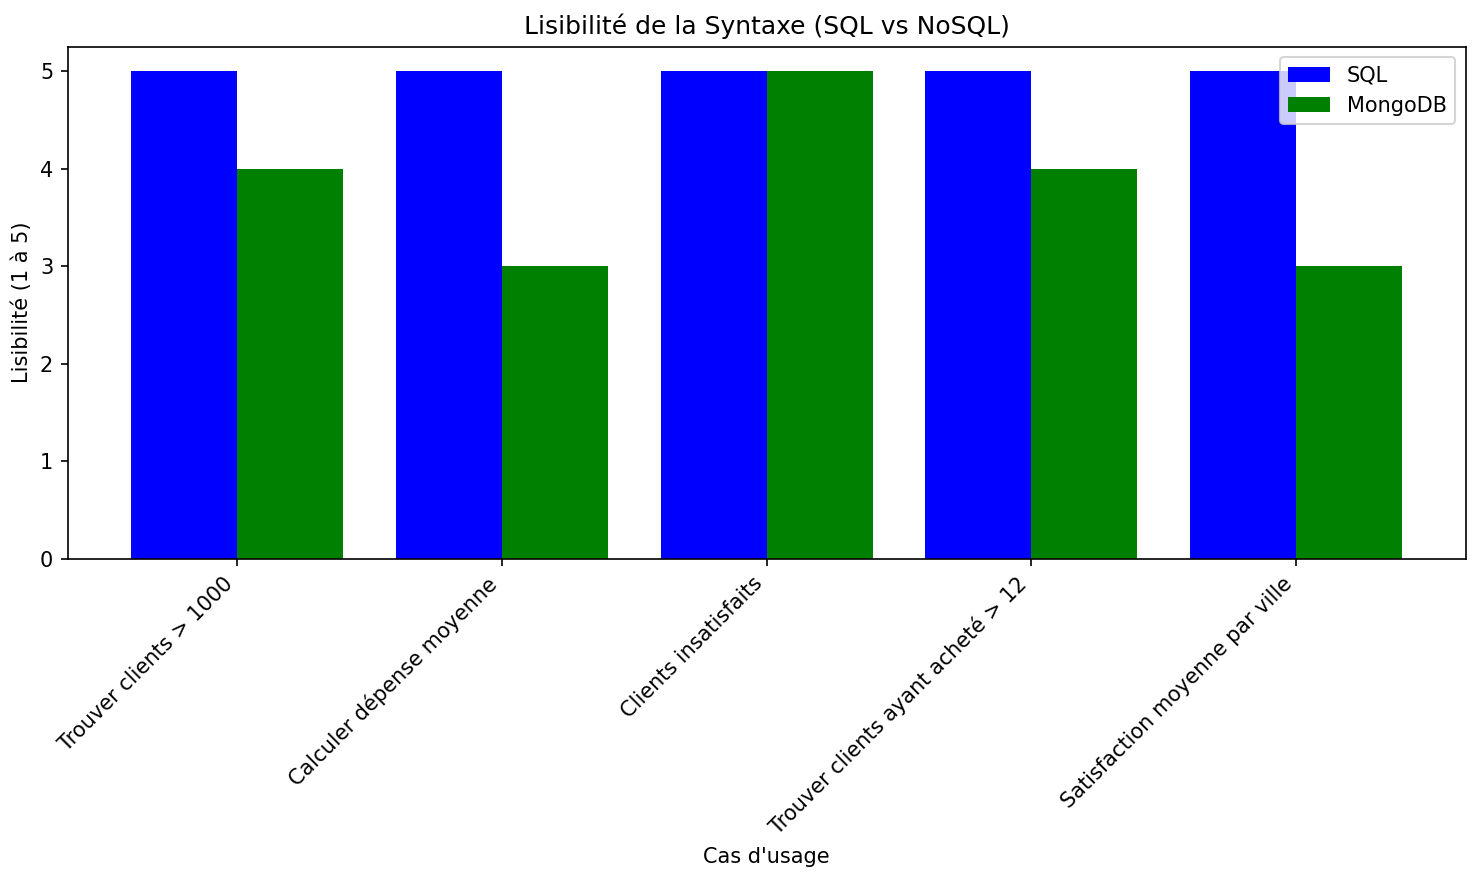 Lisibilité de la Syntaxe (SQL vs NoSQL)
SQL
MongoDB
Lisibilité (1 à 5)
5
4
3
2
1
0
Trouver clients > 1000
Calculer dépense moyenne
Clients insatisfaits
Trouver clients ayant acheté > 12
Satisfaction moyenne par ville
Cas d'usage